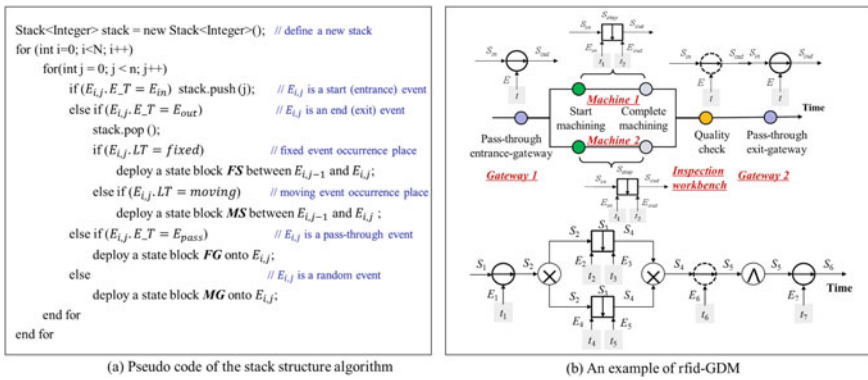 Stack<Integer> stack = new Stack<Integer>(); // define a new stack
for (int i=0; i<N; i++)
for(int j = 0; j < n; j++)
if (E_{i,j}.E_T = E_{in}) stack.push (j); // E_{i,j} is a start (entrance) event
else if (E_{i,j}.E_T = E_{out}) // E_{i,j} is an end (exit) event
stack.pop ();
if (E_{i,j}.LT = fixed) // fixed event occurrence place
deploy a state block FS between E_{i,j-1} and E_{i,j};
else if (E_{i,j}.LT = moving) // moving event occurrence place
deploy a state block MS between E_{i,j-1} and E_{i,j} ;
else if (E_{i,j}.E_T = E_{pass}) // E_{i,j} is a pass-through event
deploy a state block FG onto E_{i,j};
else // E_{i,j} is a random event
deploy a state block MG onto E_{i,j};
end for
end for
(a) Pseudo code of the stack structure algorithm
S_{in} S_{stay} S_{out}
E_{in} E_{out}
t_1 t_2
S_{in} S_{out}
E
t
S_{in} S_{out} S_{in} S_{out}
E E
t t
Machine 1
Time
Start machining
Complete machining
Machine 2
Pass-through entrance-gateway
Quality check
Pass-through exit-gateway
Gateway 1
Inspection workbench
Gateway 2
S_{in} S_{stay} S_{out}
E_{in} E_{out}
t_1 t_2
S_2 S_3 S_4
E_2 E_3
t_2 t_3
S_1 S_2 S_4 S_5 S_5 S_6
Time
E_1 E_6 E_7
t_1 t_6 t_7
S_2 S_3 S_4
E_4 E_5
t_4 t_5
(b) An example of rfid-GDM